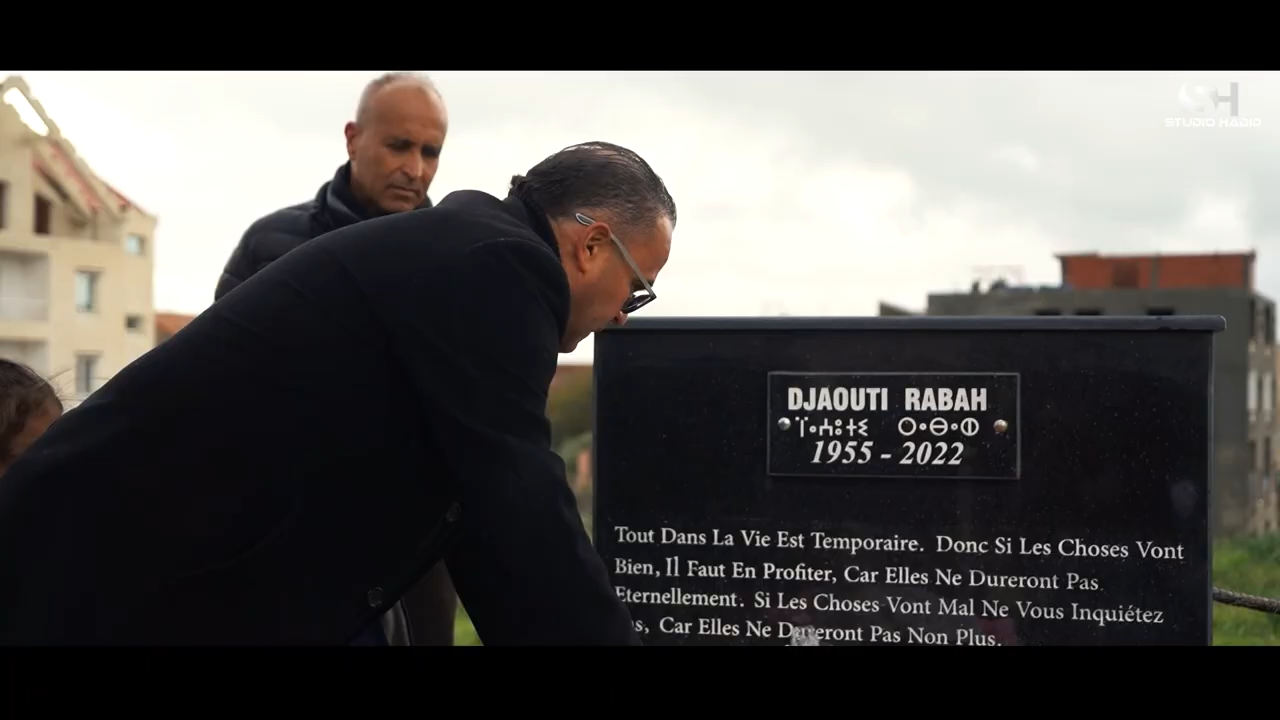 SH
STUDIO HADID
DJAOUTI RABAH
1955 - 2022
Tout Dans La Vie Est Temporaire. Donc Si Les Choses Vont
Bien, Il Faut En Profiter, Car Elles Ne Dureront Pas
Eternellement. Si Les Choses Vont Mal Ne Vous Inquiétez
Car Elles Ne Dureront Pas Non Plus.